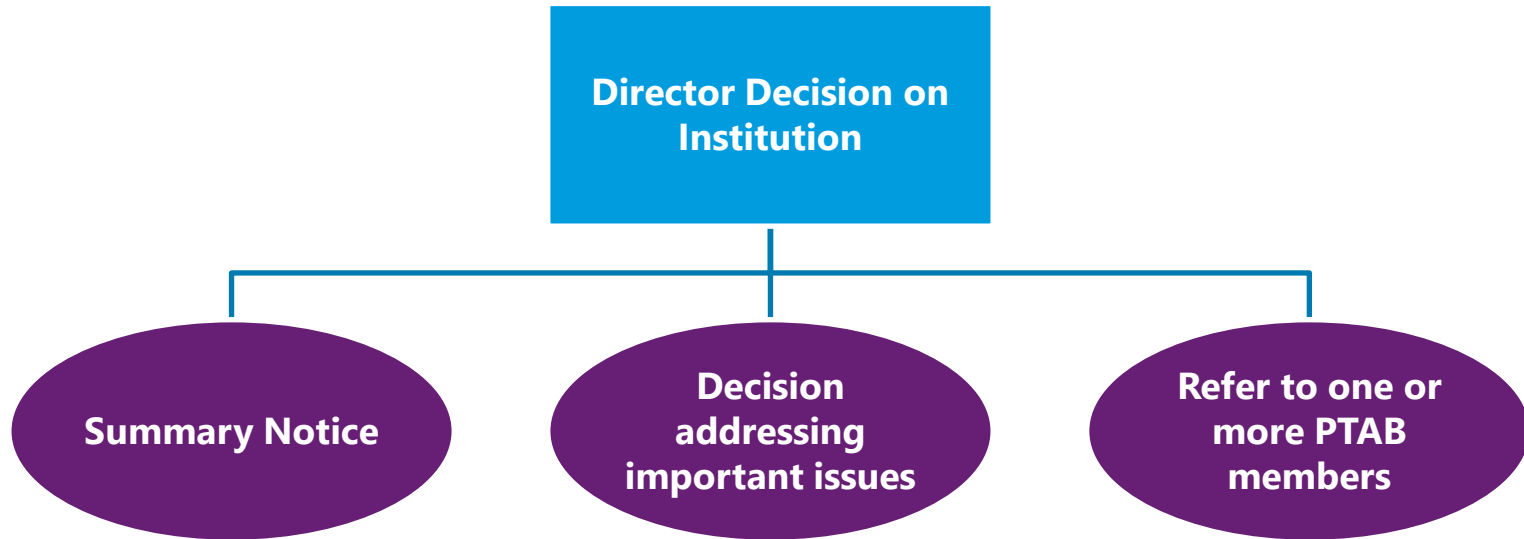 Director Decision on
Institution
Summary Notice
Decision
addressing
important issues
Refer to one or
more PTAB
members